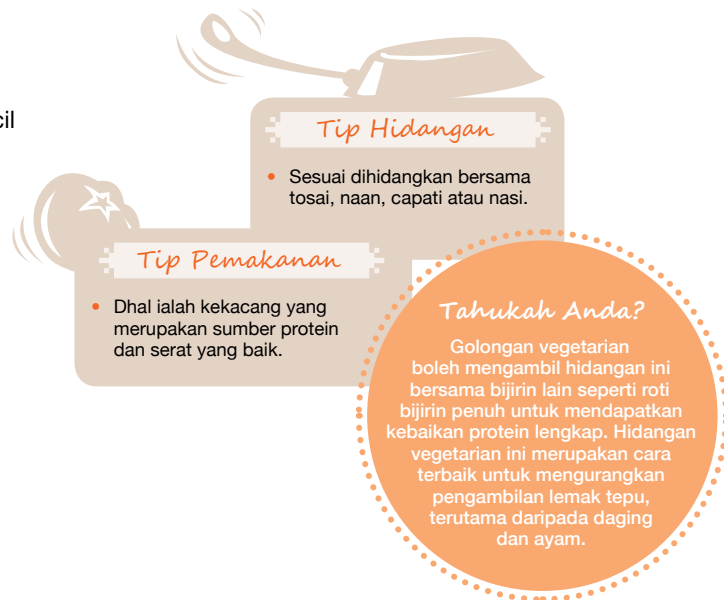 Tip Hidangan
• Sesuai dihidangkan bersama
tosai, naan, capati atau nasi.
Tip Pemakanan
• Dhal ialah kekacang yang
merupakan sumber protein
dan serat yang baik.
Tahukah Anda?
Golongan vegetarian
boleh mengambil hidangan ini
bersama bijirin lain seperti roti
bijirin penuh untuk mendapatkan
kebaikan protein lengkap. Hidangan
vegetarian ini merupakan cara
terbaik untuk mengurangkan
pengambilan lemak tepu,
terutama daripada daging
dan ayam.